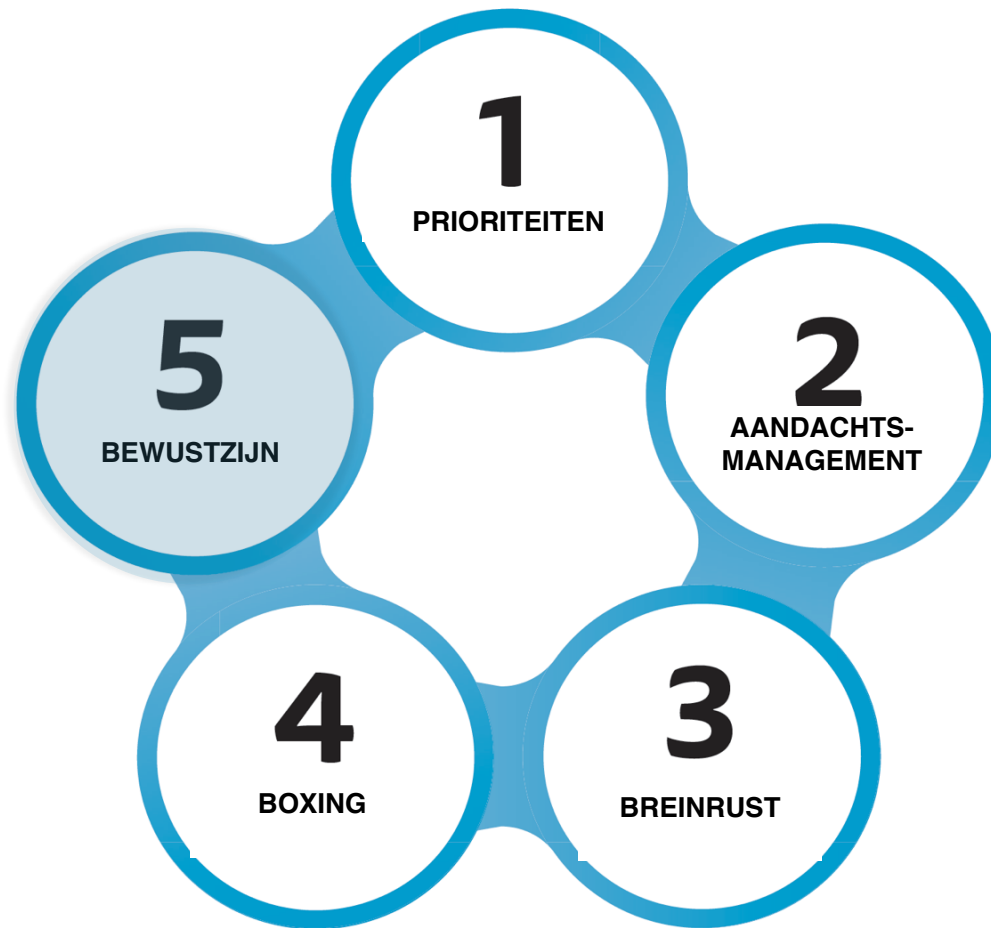 1
PRIORITEITEN
2
AANDACHTS-
MANAGEMENT
3
BREINRUST
4
BOXING
5
BEWUSTZIJN